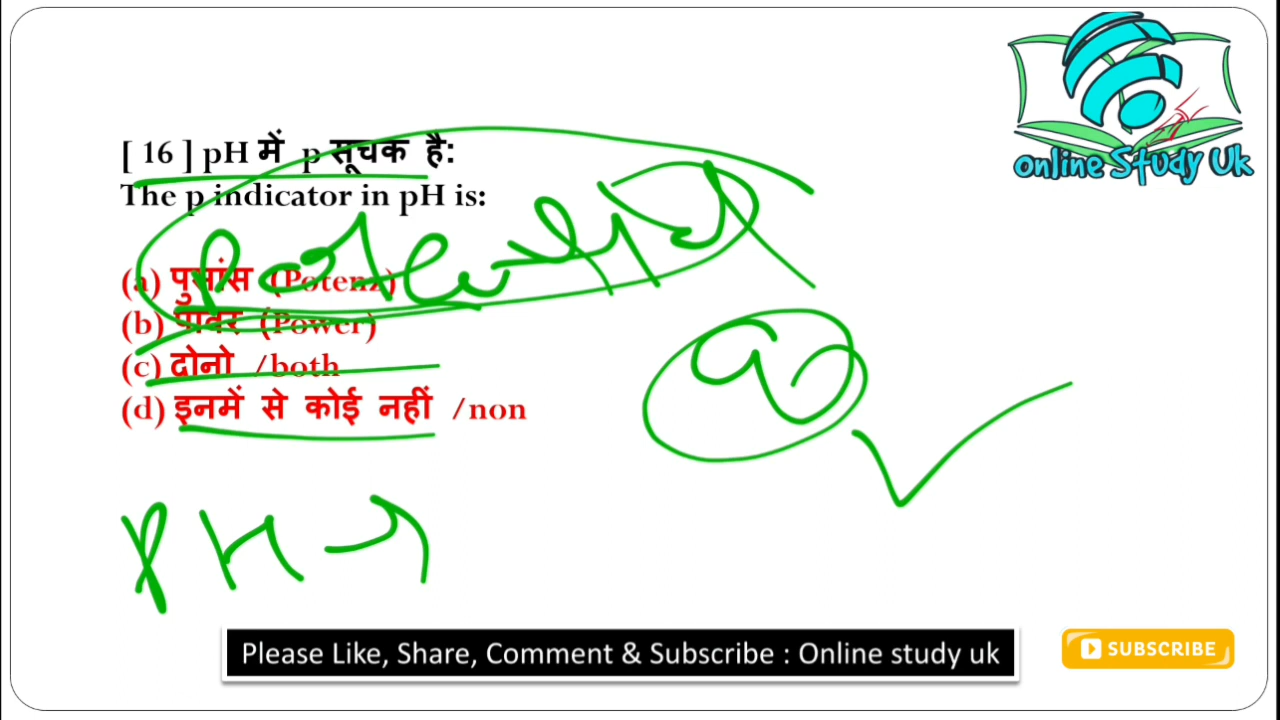 [ 16 ] pH में p सूचक है:
The p indicator in pH is:
(a) (Potenz)
(b) पावर (Power)
(c) दोनो /both
(d) इनमें से कोई नहीं /non
a
PH
Online Study Uk
Please Like, Share, Comment & Subscribe : Online study uk
SUBSCRIBE